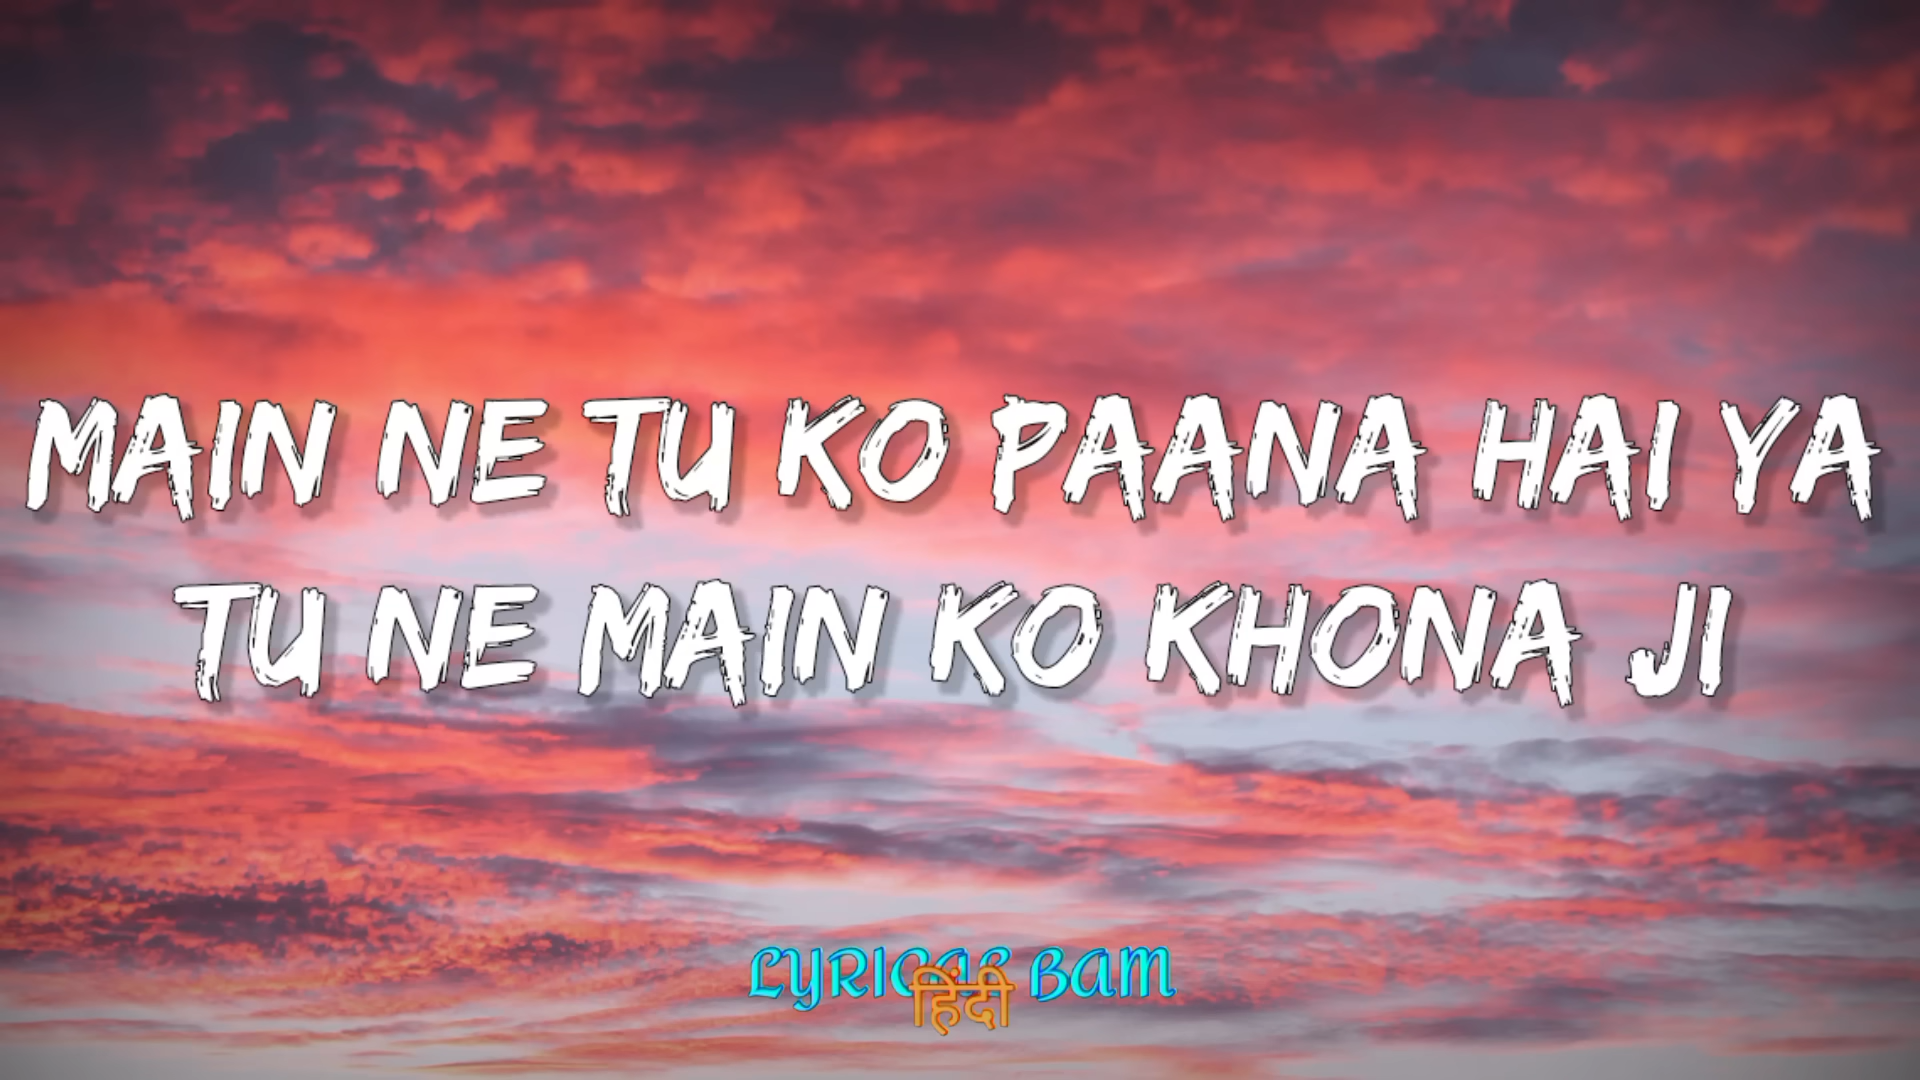 MAIN NE TU KO PAANA HAI YA
TU NE MAIN KO KHONA JI
LYRICAL BAM
हिंदी